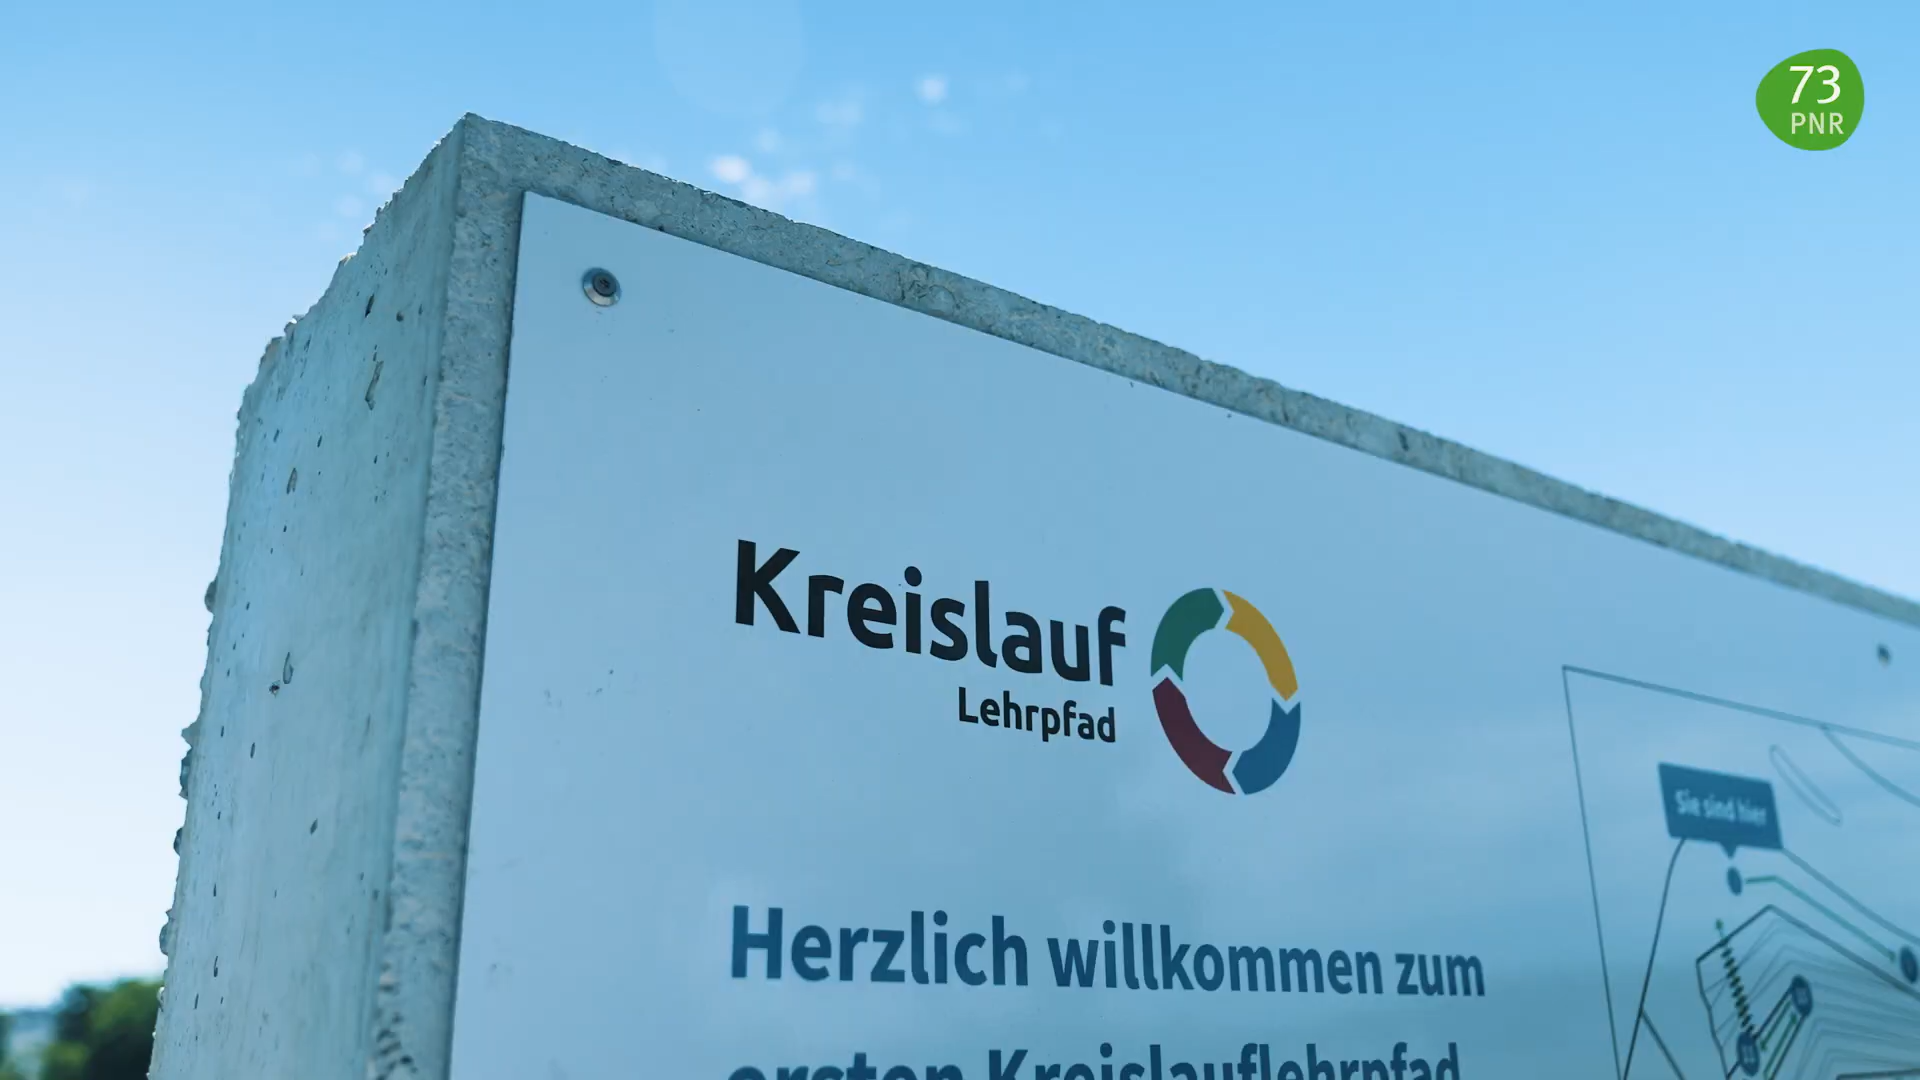 73
PNR
Kreislauf
Lehrpfad
Sie sind hier
Herzlich willkommen zum
ersten Kreislauflehrpfad